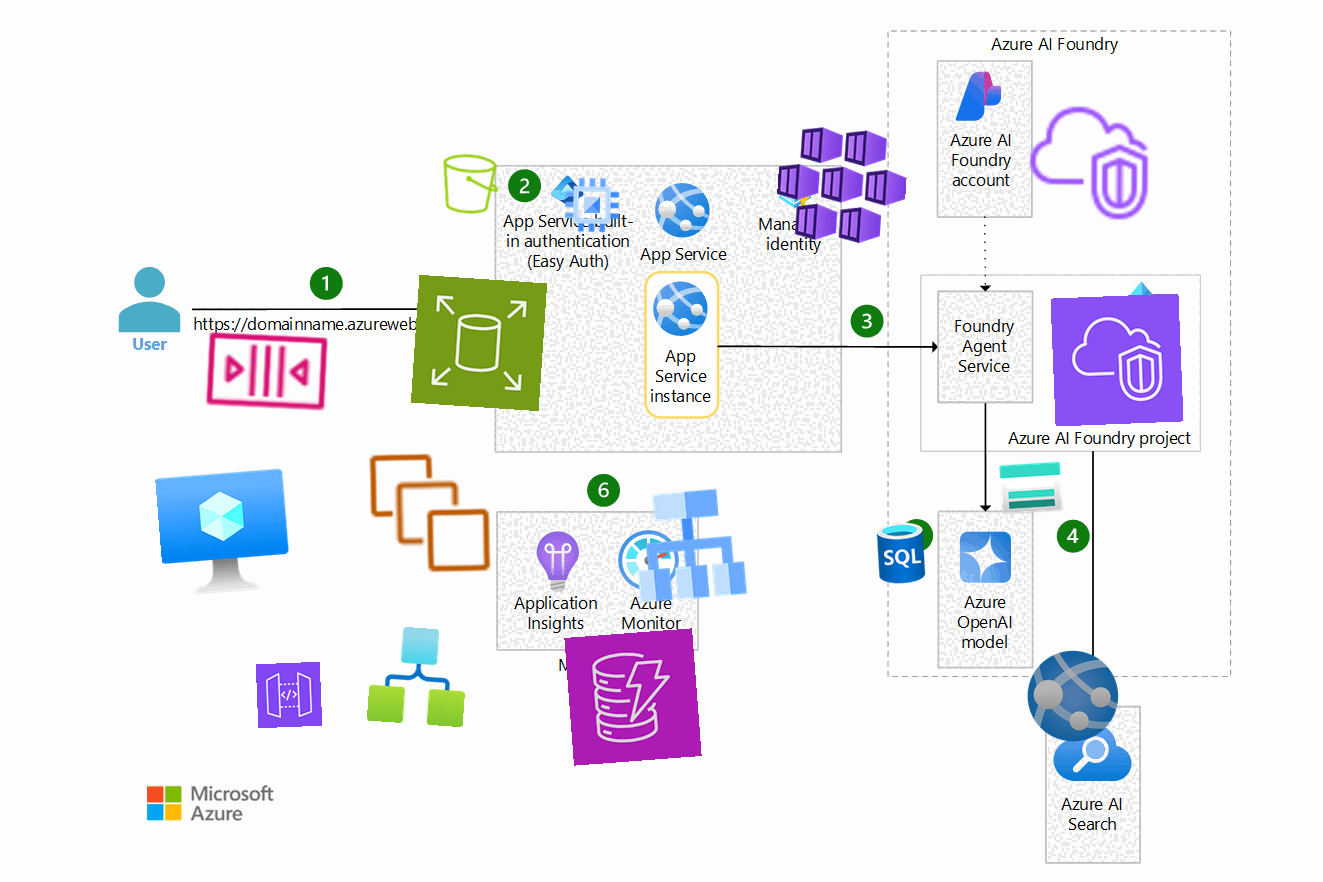 Azure AI Foundry
Azure AI
Foundry
account
2
App Service built-
in authentication
(Easy Auth)
App Service
identity
1
https://domainname.azureweb
User
App
Service
instance
3
Foundry
Agent
Service
Azure AI Foundry project
6
Application
Insights
Azure
Monitor
SQL
4
Azure
OpenAI
model
Azure AI
Search
Microsoft
Azure